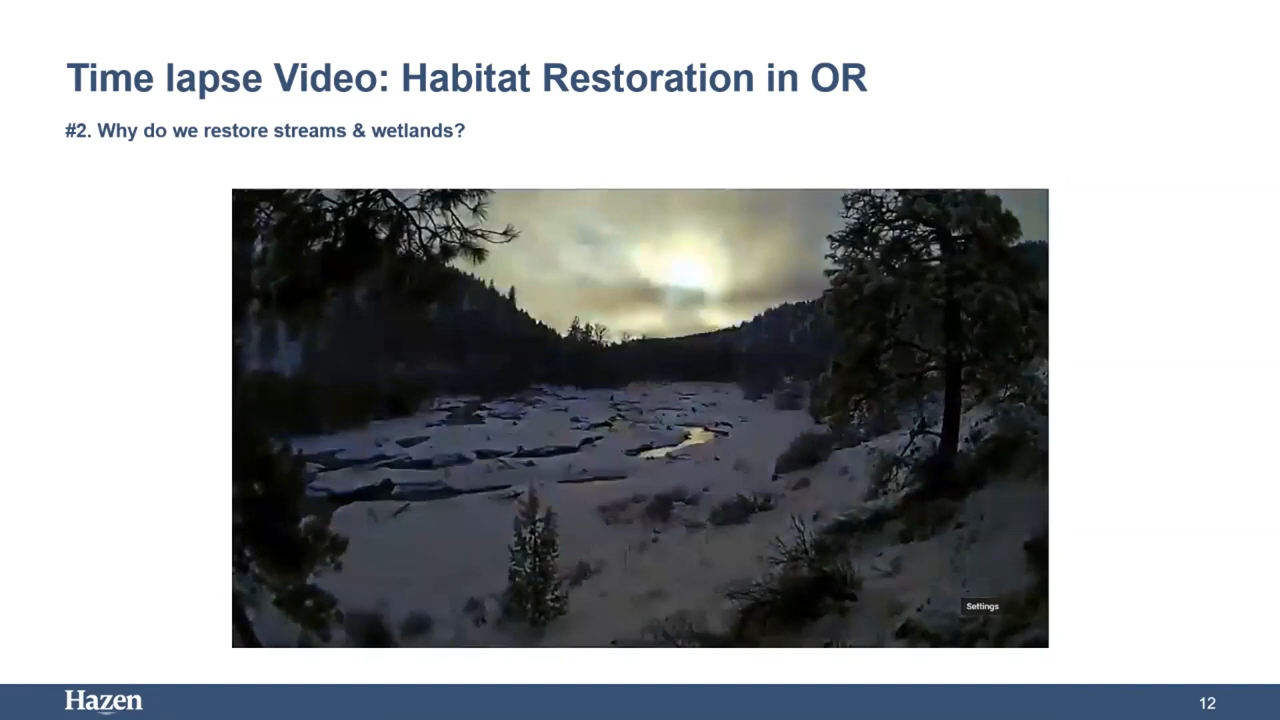 Time lapse Video: Habitat Restoration in OR
#2. Why do we restore streams & wetlands?
Settings
Hazen
12